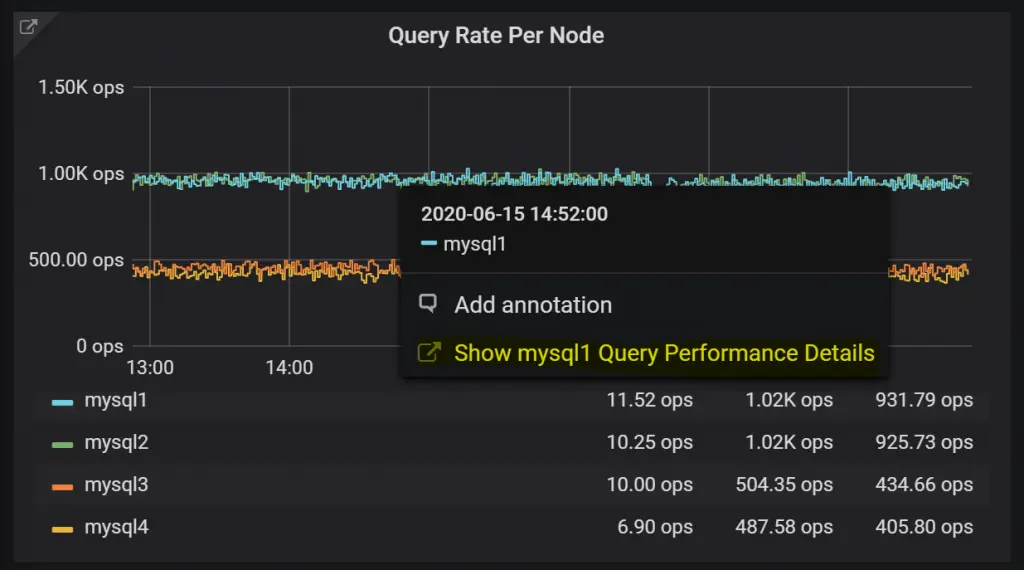 Query Rate Per Node
1.50K ops
1.00K ops
500.00 ops
0 ops
13:00 14:00
2020-06-15 14:52:00
mysql1
Add annotation
Show mysql1 Query Performance Details
mysql1 11.52 ops 1.02K ops 931.79 ops
mysql2 10.25 ops 1.02K ops 925.73 ops
mysql3 10.00 ops 504.35 ops 434.66 ops
mysql4 6.90 ops 487.58 ops 405.80 ops